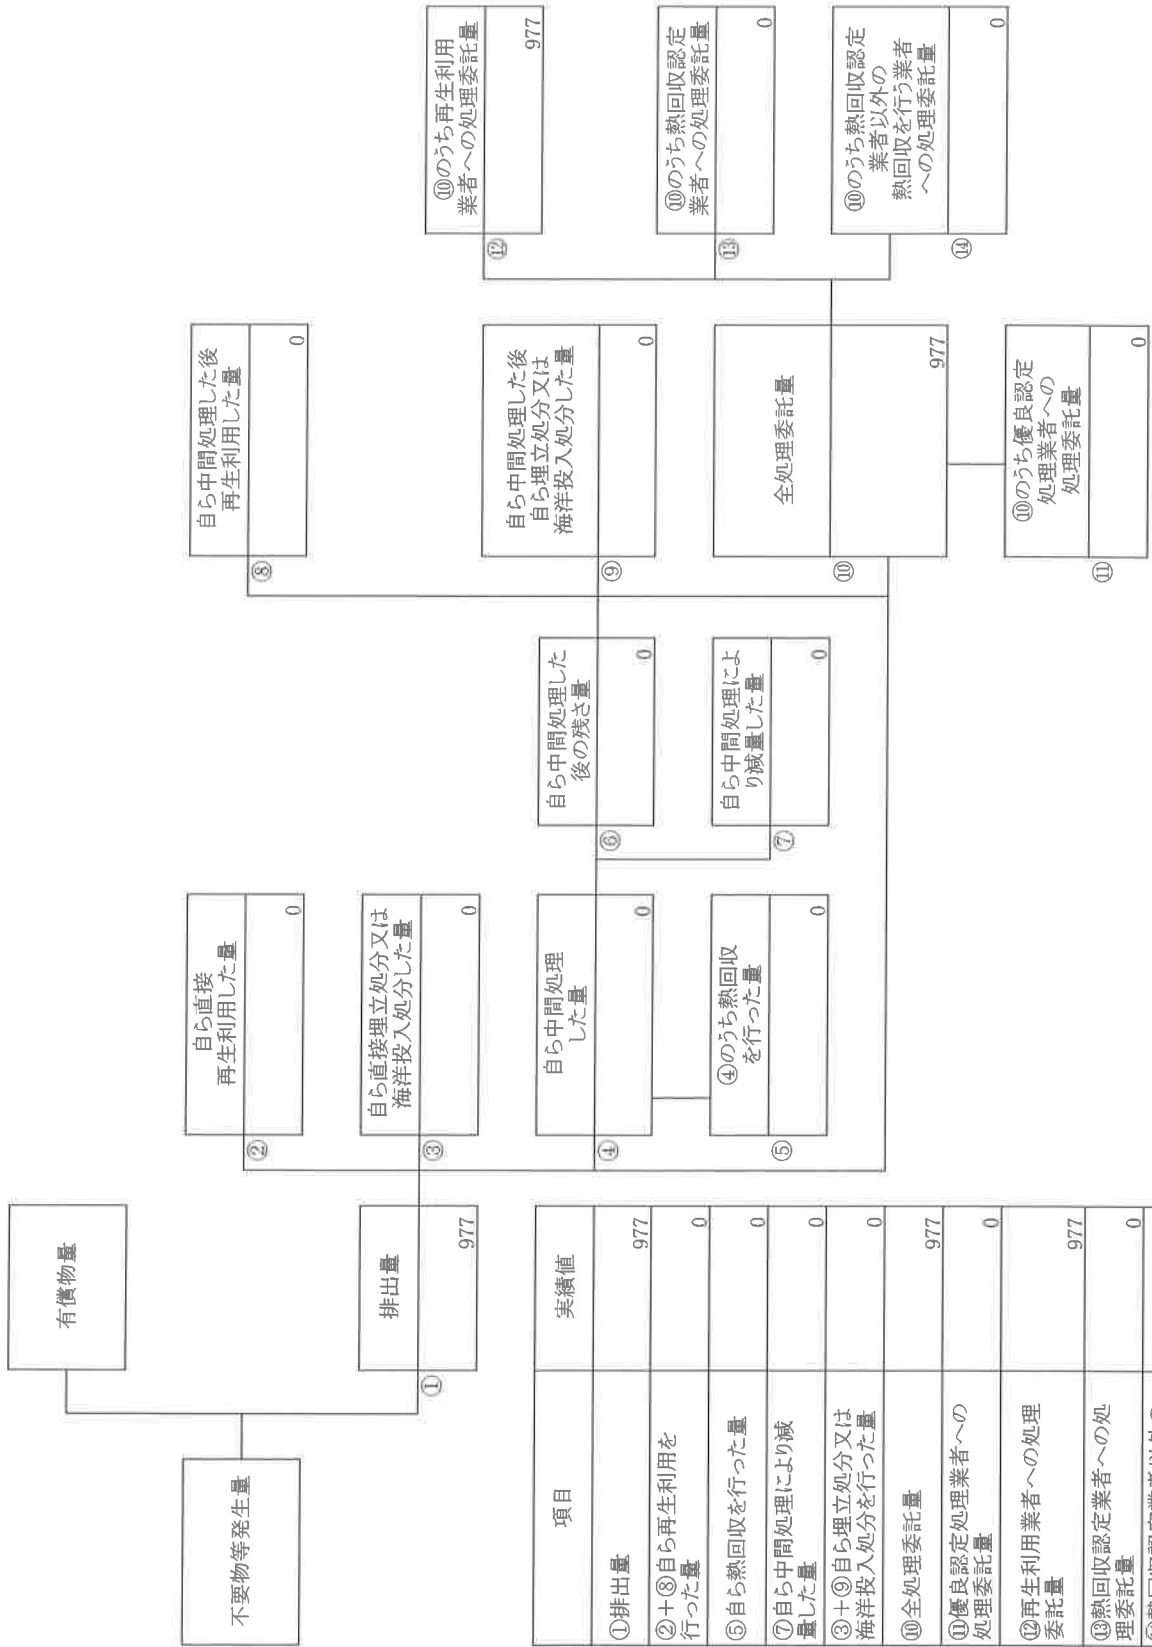 不要物等発生量
有償物量
①
排出量
977
②
自ら直接
再生利用した量
0
③
自ら直接埋立処分又は
海洋投入処分した量
0
④
自ら中間処理
した量
0
⑤
④のうち熱回収
を行った量
0
⑥
自ら中間処理した
後の残さ量
0
⑦
自ら中間処理によ
り減量した量
0
⑧
自ら中間処理した後
再生利用した量
0
⑨
自ら中間処理した後
自ら埋立処分又は
海洋投入処分した量
0
⑩
全処理委託量
977
⑪
⑩のうち優良認定
処理業者への
処理委託量
0
⑫
⑩のうち再生利用
業者への処理委託量
977
⑬
⑩のうち熱回収認定
業者への処理委託量
0
⑭
⑩のうち熱回収認定
業者以外の
熱回収を行う業者
への処理委託量
0
項目 実績値
①排出量 977
②+⑧自ら再生利用を
行った量 0
⑤自ら熱回収を行った量 0
⑦自ら中間処理により減
量した量 0
③+⑨自ら埋立処分又は
海洋投入処分を行った量 0
⑩全処理委託量 977
⑪優良認定処理業者への
処理委託量 0
⑫再生利用業者への処理
委託量 977
⑬熱回収認定業者への処
理委託量 0